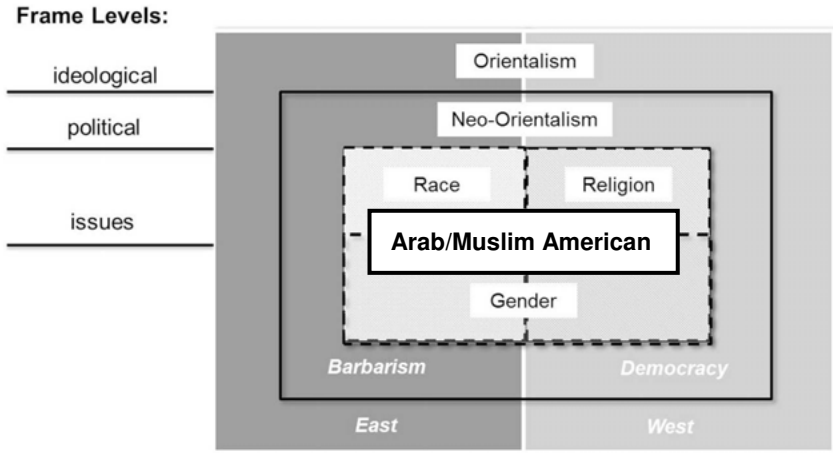 Frame Levels:
ideological
Orientalism
political
Neo-Orientalism
Race
Religion
issues
Arab/Muslim American
Gender
Barbarism
Democracy
East
West